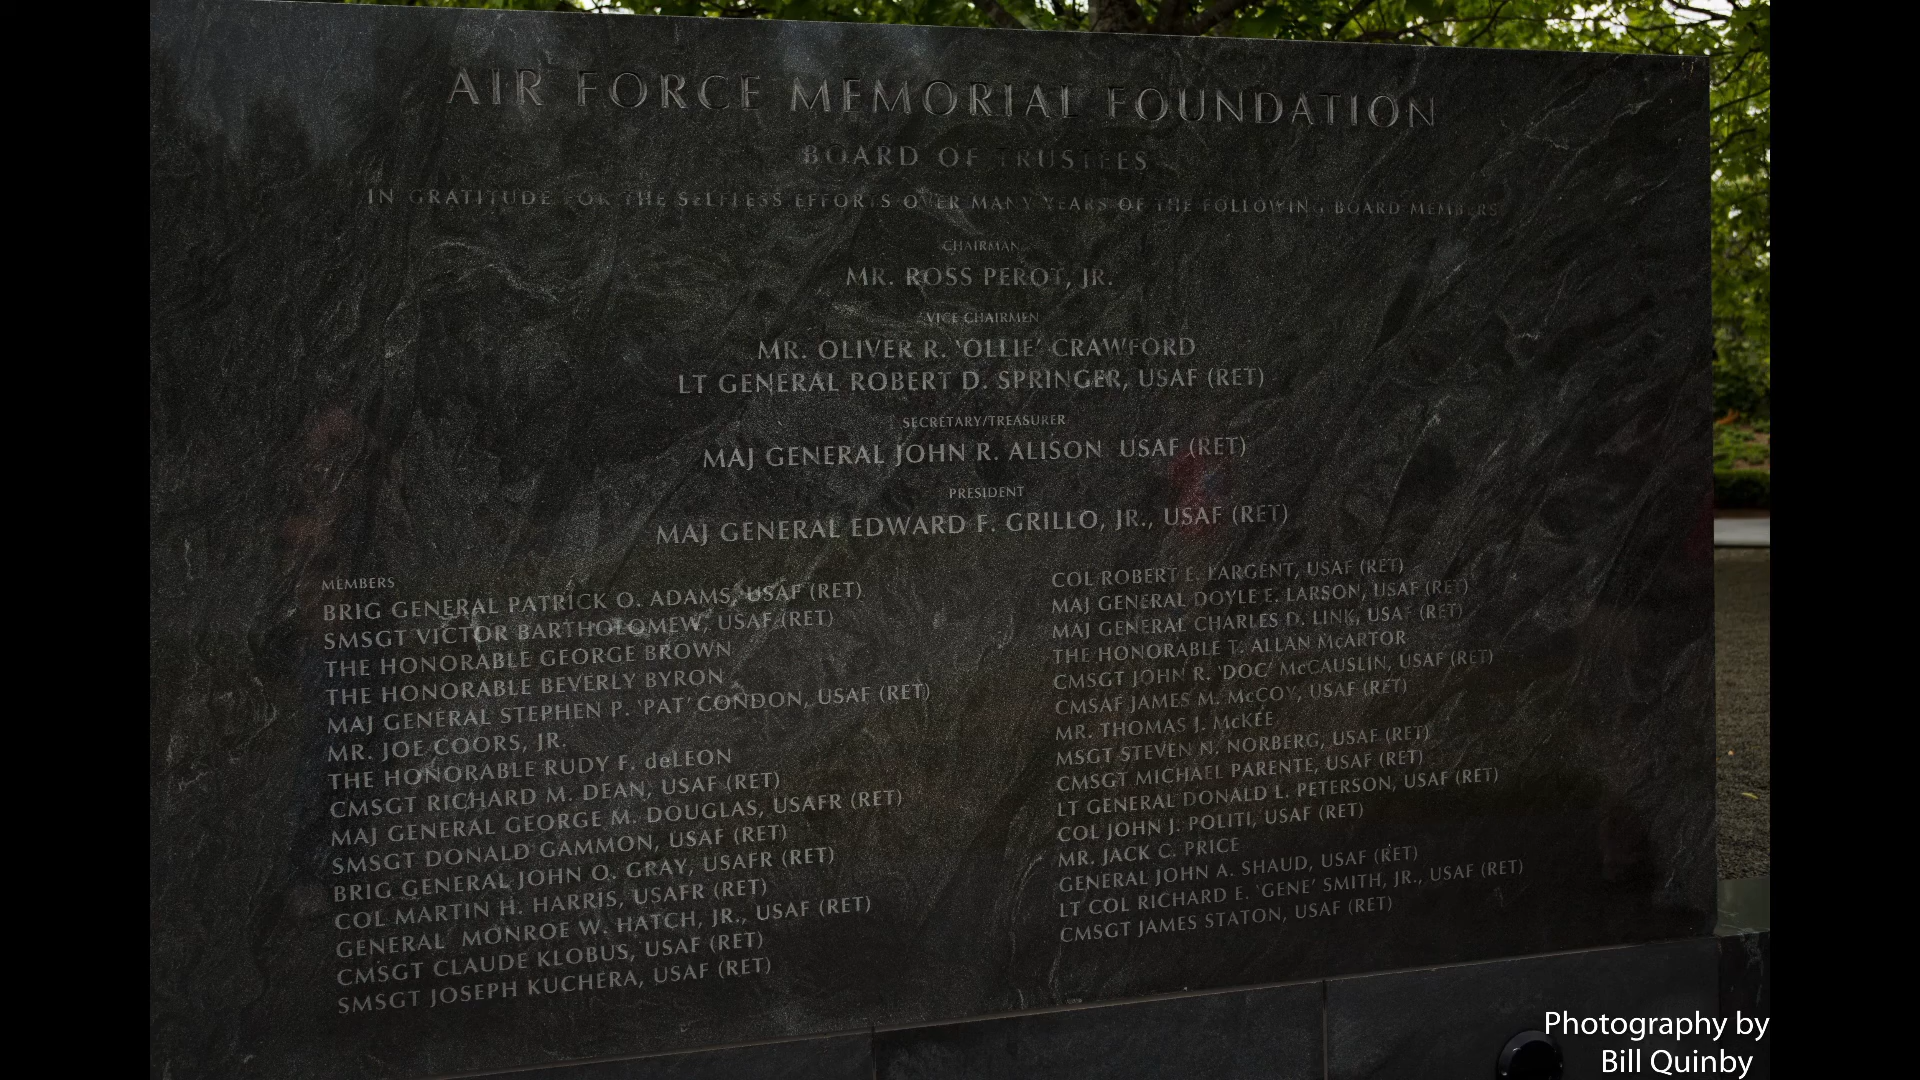 AIR FORCE MEMORIAL FOUNDATION
BOARD OF TRUSTEES
IN GRATITUDE FOR THE SELFLESS EFFORTS OVER MANY YEARS OF THE FOLLOWING BOARD MEMBERS
CHAIRMAN
MR. ROSS PEROT, JR.
VICE CHAIRMEN
MR. OLIVER R. 'OLLIE' CRAWFORD
LT GENERAL ROBERT D. SPRINGER, USAF (RET)
SECRETARY/TREASURER
MAJ GENERAL JOHN R. ALISON USAF (RET)
PRESIDENT
MAJ GENERAL EDWARD F. GRILLO, JR., USAF (RET)
MEMBERS
BRIG GENERAL PATRICK O. ADAMS, USAF (RET)
SMSGT VICTOR BARTHOLOMEW, USAF (RET)
THE HONORABLE GEORGE BROWN
THE HONORABLE BEVERLY BYRON
MAJ GENERAL STEPHEN P. 'PAT' CONDON, USAF (RET)
MR. JOE COORS, JR.
THE HONORABLE RUDY F. deLEON
CMSGT RICHARD M. DEAN, USAF (RET)
MAJ GENERAL GEORGE M. DOUGLAS, USAFR (RET)
SMSGT DONALD GAMMON, USAF (RET)
BRIG GENERAL JOHN O. GRAY, USAFR (RET)
COL MARTIN H. HARRIS, USAFR (RET)
GENERAL MONROE W. HATCH, JR., USAF (RET)
CMSGT CLAUDE KLOBUS, USAF (RET)
SMSGT JOSEPH KUCHERA, USAF (RET)
COL ROBERT E. LARGENT, USAF (RET)
MAJ GENERAL DOYLE E. LARSON, USAF (RET)
MAJ GENERAL CHARLES D. LINK, USAF (RET)
THE HONORABLE T. ALLAN McARTOR
CMSGT JOHN R. 'DOC' McCAUSLIN, USAF (RET)
CMSAF JAMES M. McCOY, USAF (RET)
MR. THOMAS J. McKEE
MSGT STEVEN N. NORBERG, USAF (RET)
CMSGT MICHAEL PARENTE, USAF (RET)
LT GENERAL DONALD L. PETERSON, USAF (RET)
COL JOHN J. POLITI, USAF (RET)
MR. JACK C. PRICE
GENERAL JOHN A. SHAUD, USAF (RET)
LT COL RICHARD E. 'GENE' SMITH, JR., USAF (RET)
CMSGT JAMES STATON, USAF (RET)
Photography by
Bill Quinby